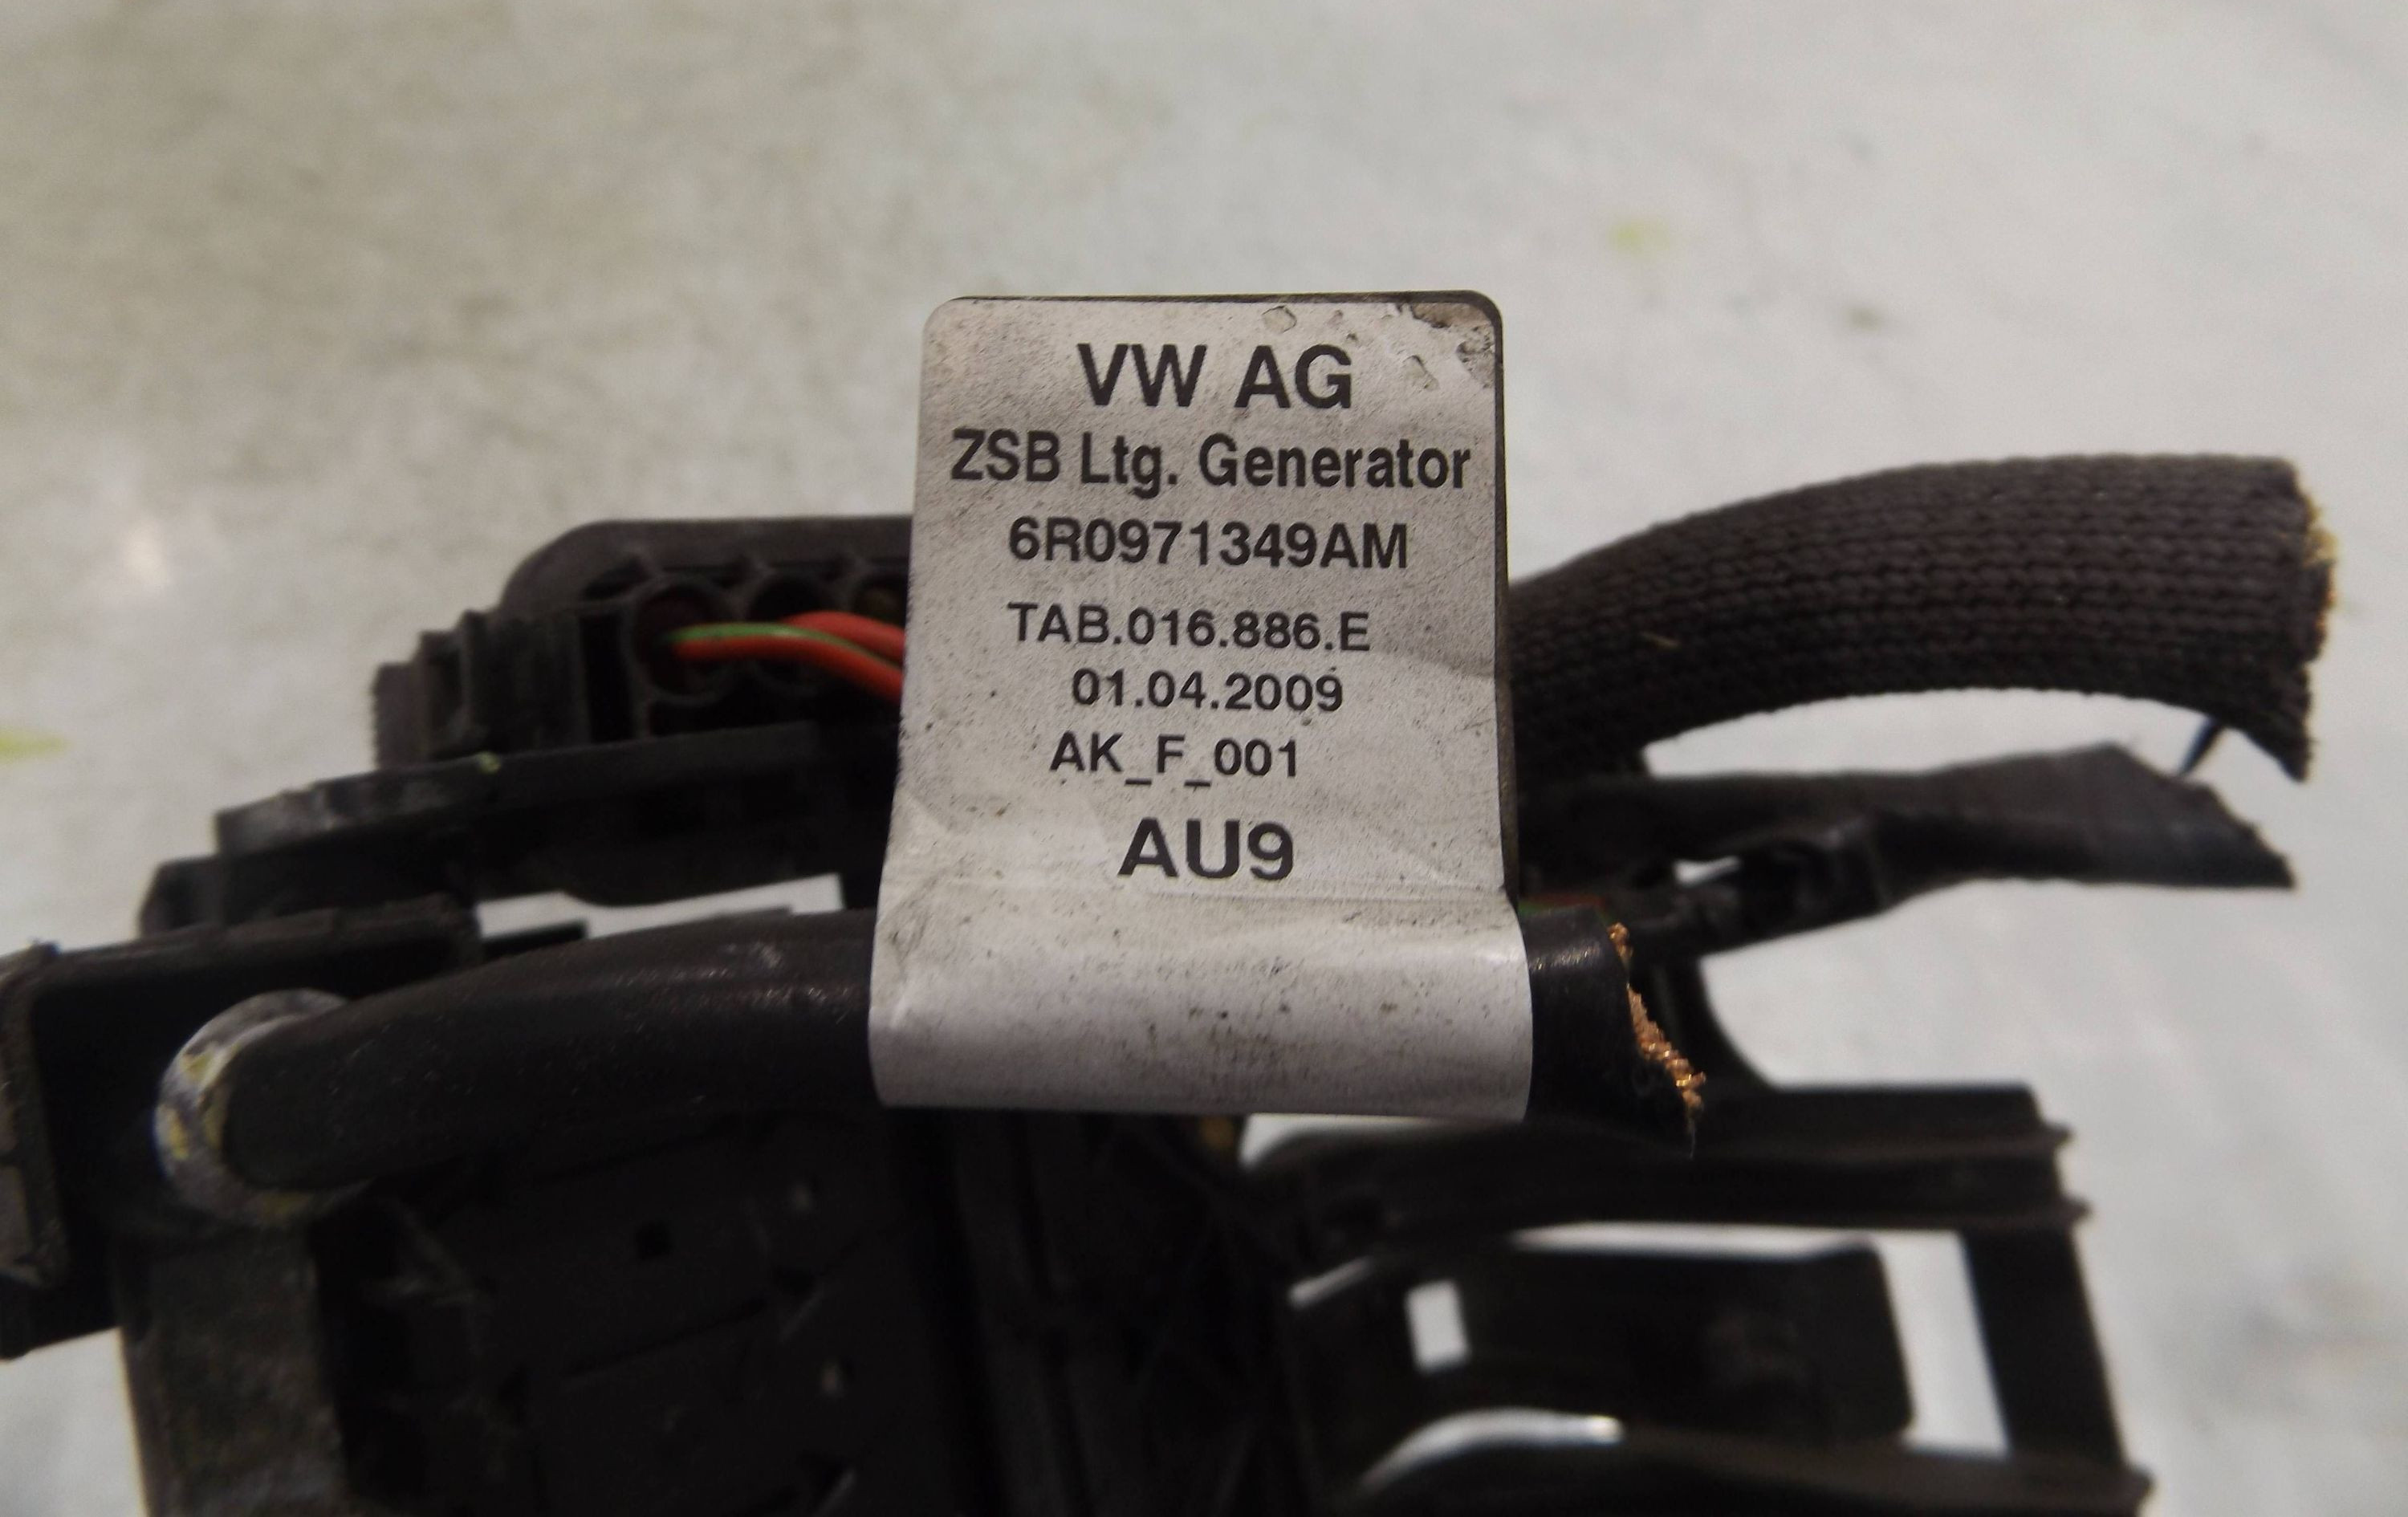 VW AG
ZSB Ltg. Generator
6R0971349AM
TAB.016.886.E
01.04.2009
AK_F_001
AU9